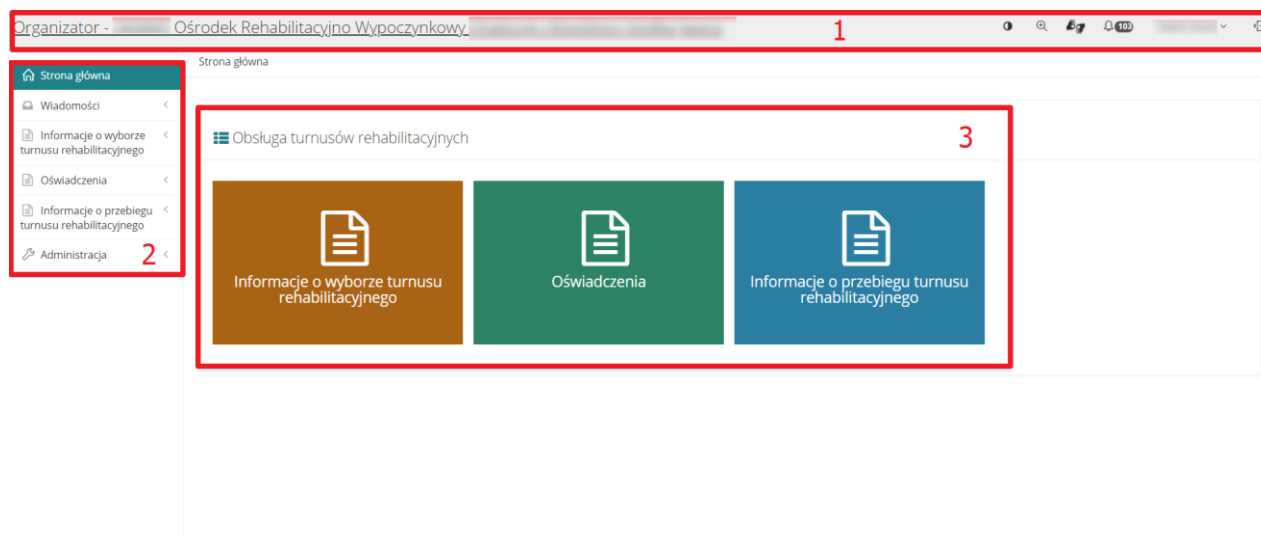 Organizator - Ośrodek Rehabilitacyjno Wypoczynkowy
1
103
Strona główna
Strona główna
Wiadomości
Informacje o wyborze
turnusu rehabilitacyjnego
Oświadczenia
Informacje o przebiegu
turnusu rehabilitacyjnego
Administracja
2
Obsługa turnusów rehabilitacyjnych
3
Informacje o wyborze turnusu
rehabilitacyjnego
Oświadczenia
Informacje o przebiegu turnusu
rehabilitacyjnego